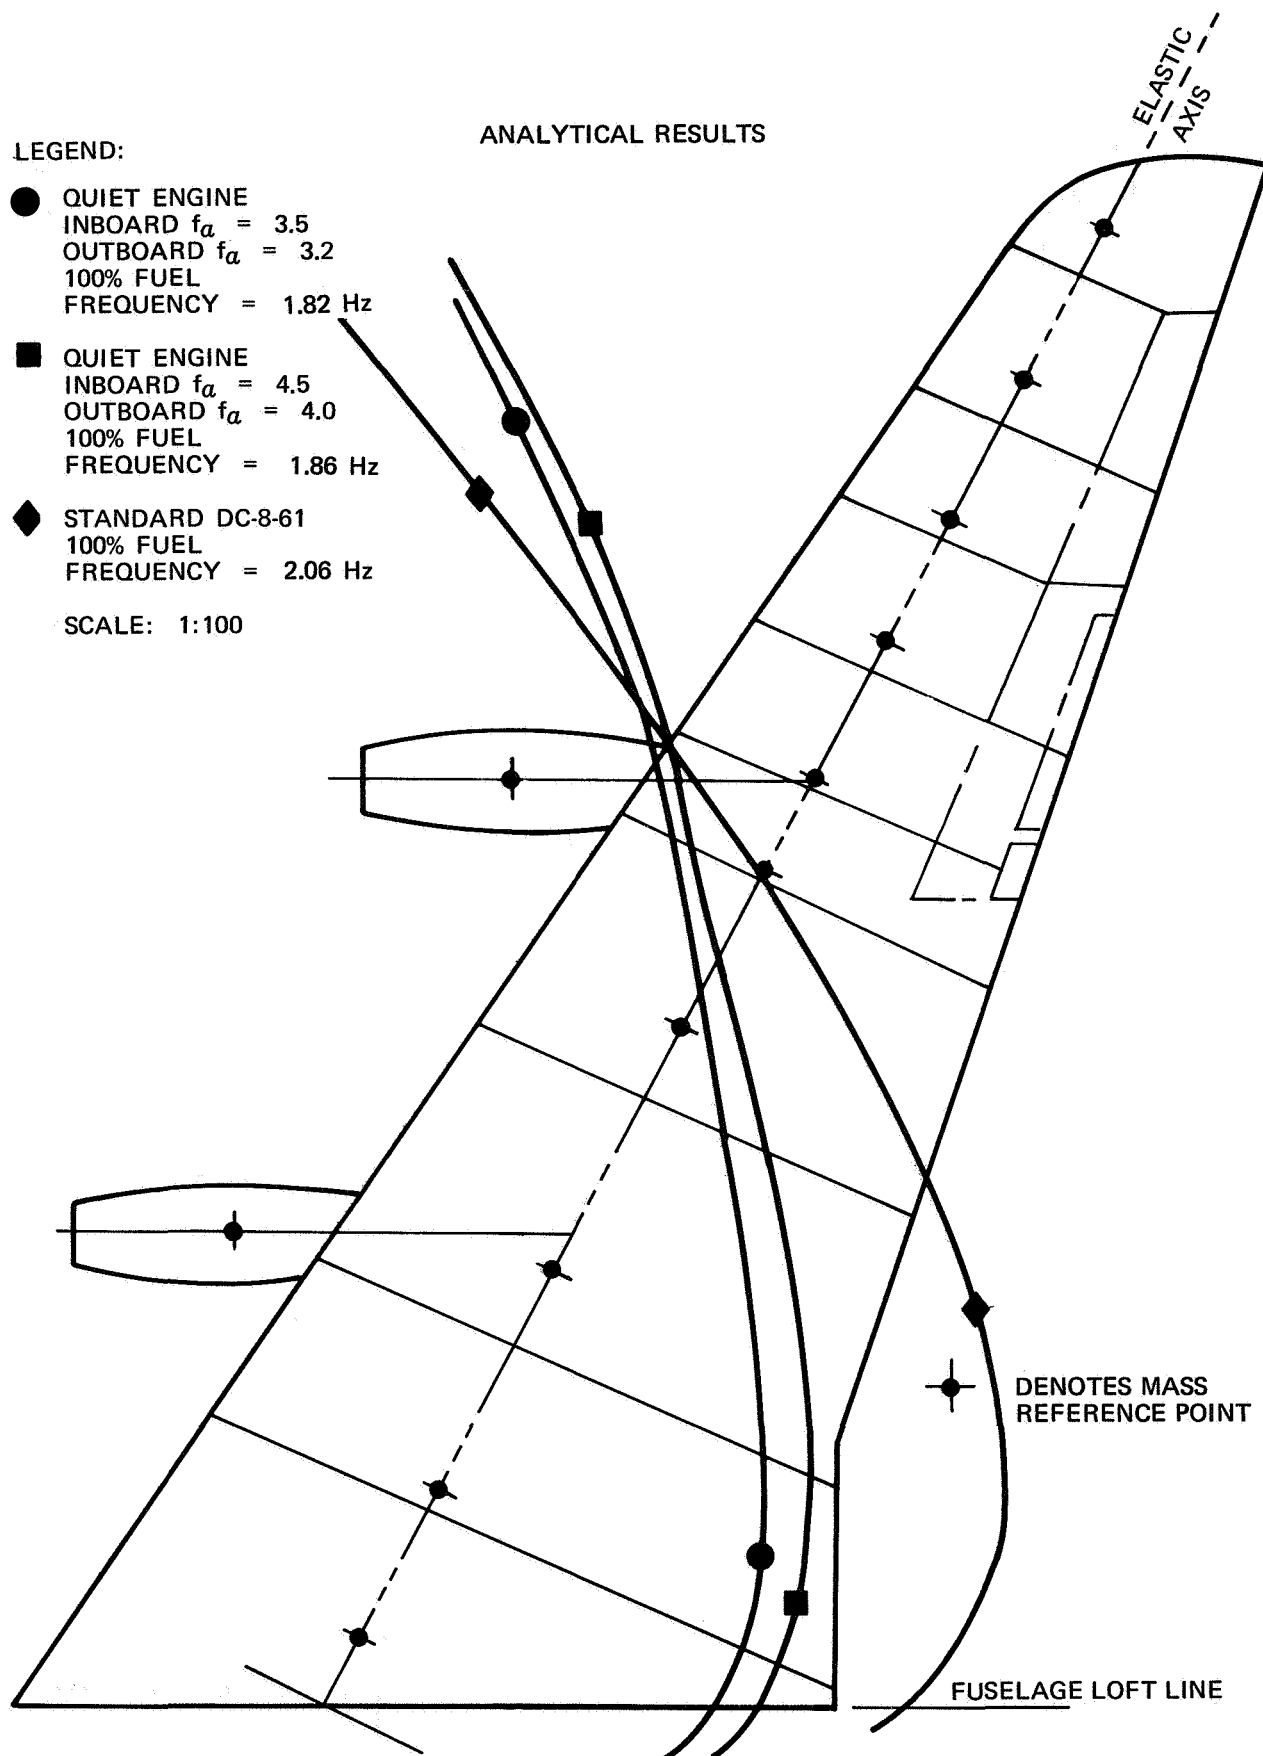 ELASTIC
AXIS
ANALYTICAL RESULTS
LEGEND:
QUIET ENGINE
INBOARD fα = 3.5
OUTBOARD fα = 3.2
100% FUEL
FREQUENCY = 1.82 Hz
QUIET ENGINE
INBOARD fα = 4.5
OUTBOARD fα = 4.0
100% FUEL
FREQUENCY = 1.86 Hz
STANDARD DC-8-61
100% FUEL
FREQUENCY = 2.06 Hz
SCALE: 1:100
DENOTES MASS
REFERENCE POINT
FUSELAGE LOFT LINE